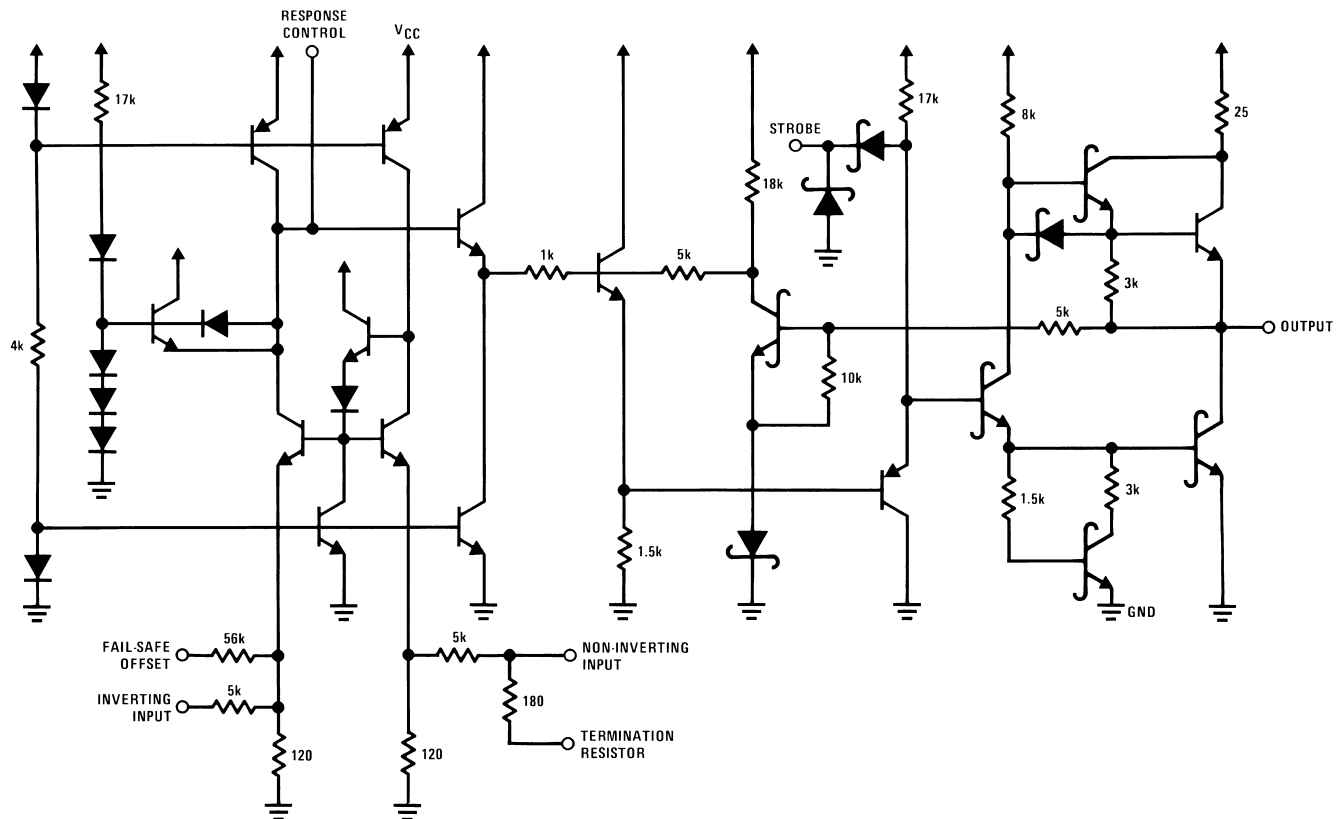 RESPONSE
CONTROL
VCC
17k
17k
8k
25
STROBE
18k
1k
5k
3k
5k
OUTPUT
4k
10k
1.5k
3k
1.5k
GND
FAIL-SAFE
OFFSET
56k
5k
NON-INVERTING
INPUT
INVERTING
INPUT
5k
180
120
120
TERMINATION
RESISTOR